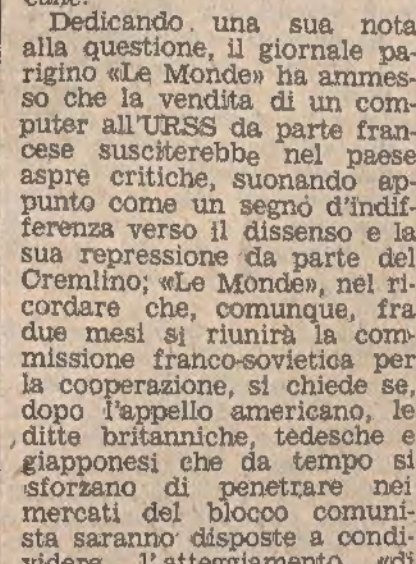 Dedicando una sua nota
alla questione, il giornale pa-
rigino «Le Monde» ha ammes-
so che la vendita di un com-
puter all'URSS da parte fran-
cese susciterebbe nel paese
aspre critiche, suonando ap-
punto come un segno d'indif-
ferenza verso il dissenso e la
sua repressione da parte del
Cremlino; «Le Monde», nel ri-
cordare che, comunque, fra
due mesi si riunirà la com-
missione franco-sovietica per
la cooperazione, si chiede se,
dopo l'appello americano, le
ditte britanniche, tedesche e
giapponesi che da tempo si
sforzano di penetrare nei
mercati del blocco comuni-
sta saranno disposte a condi-
videre l'atteggiamento «di